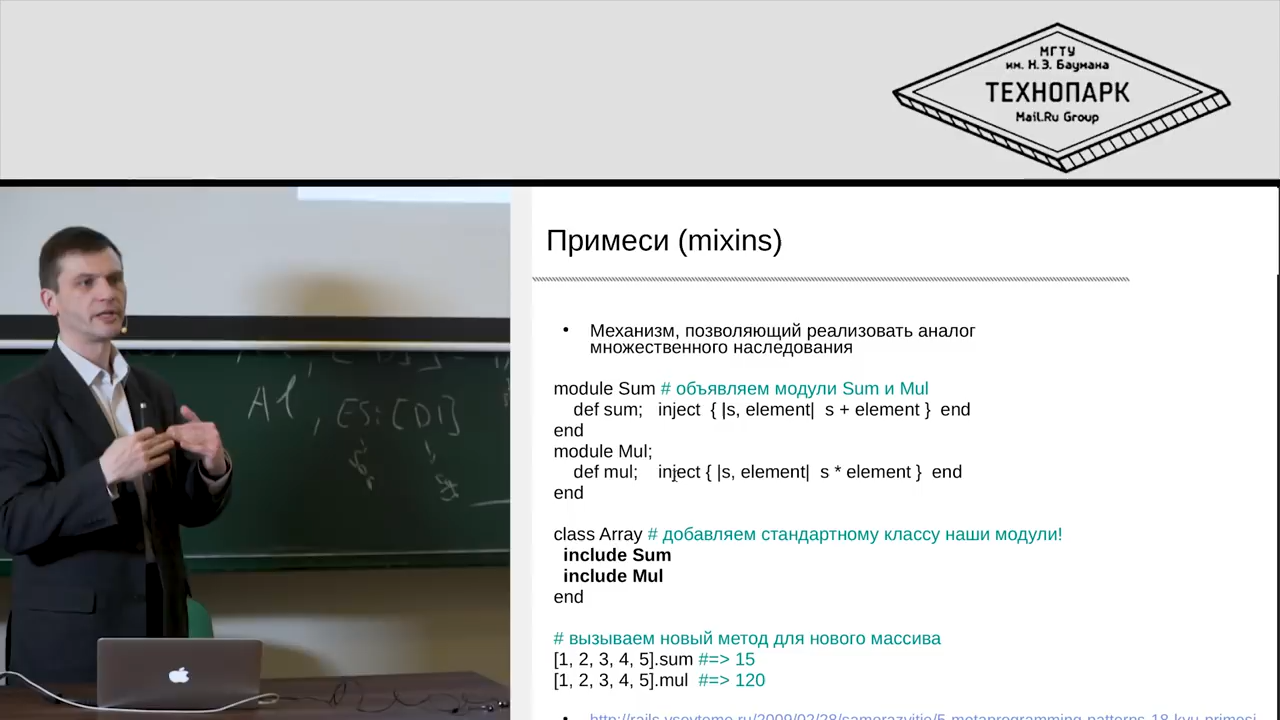 МГТУ
им. Н.Э. Баумана
ТЕХНОПАРК
Mail.Ru Group
Примеси (mixins)
• Механизм, позволяющий реализовать аналог
множественного наследования
module Sum # объявляем модули Sum и Mul
def sum; inject { |s, element| s + element } end
end
module Mul;
def mul; inject { |s, element| s * element } end
end
class Array # добавляем стандартному классу наши модули!
include Sum
include Mul
end
# вызываем новый метод для нового массива
[1, 2, 3, 4, 5].sum #=> 15
[1, 2, 3, 4, 5].mul #=> 120